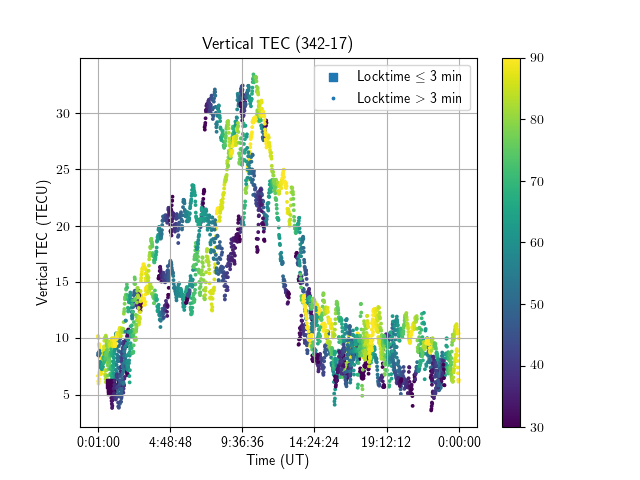 Vertical TEC (342-17)
Locktime ≤ 3 min
Locktime > 3 min
Vertical TEC (TECU)
30
25
20
15
10
5
0:01:00 4:48:48 9:36:36 14:24:24 19:12:12 0:00:00
Time (UT)
90
80
70
60
50
40
30